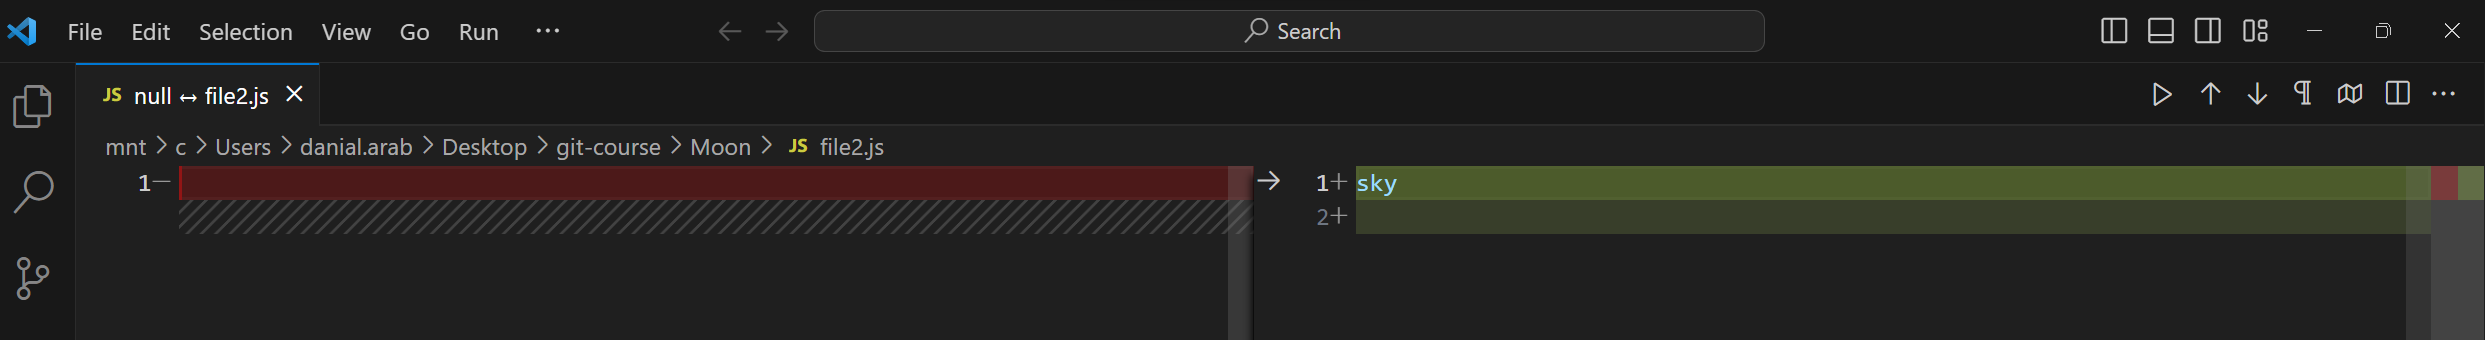 File Edit Selection View Go Run ··· Search
JS null ↔ file2.js
mnt > c > Users > danial.arab > Desktop > git-course > Moon > JS file2.js
1— → 1+ sky
2+